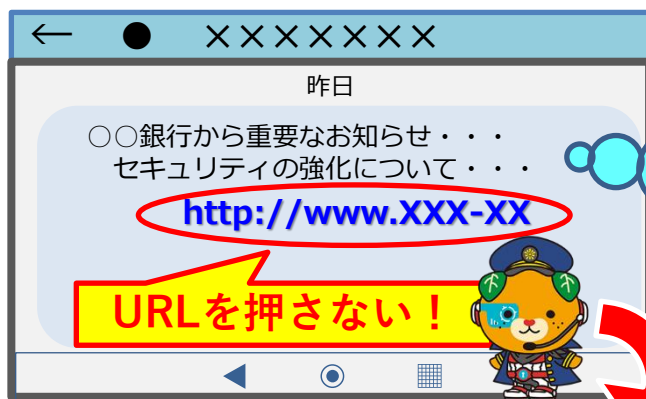 ← ● ×××××××
昨日
○○銀行から重要なお知らせ・・・
セキュリティの強化について・・・
http://www.XXX-XX
URLを押さない！